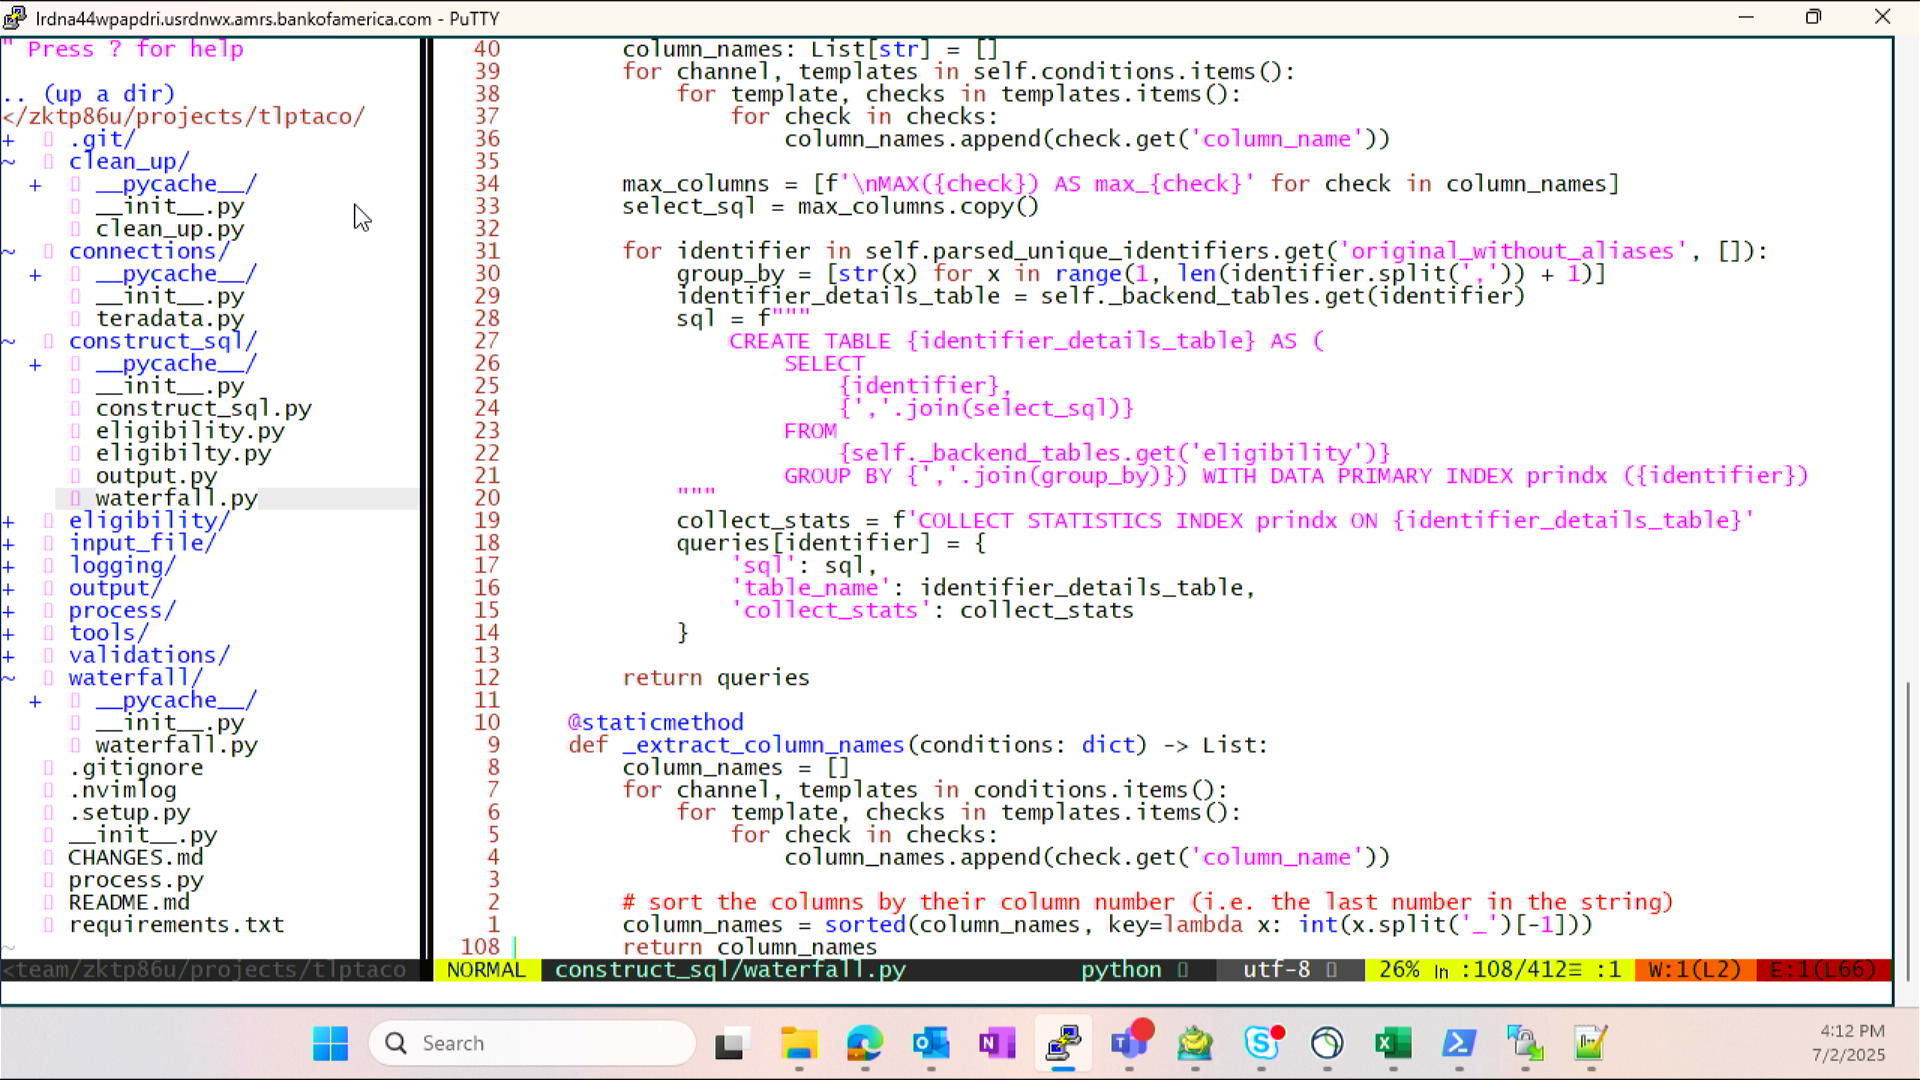 lrdna44wpapdri.usrdnwx.amrs.bankofamerica.com - PuTTY
" Press ? for help
.. (up a dir)
</zktp86u/projects/tlptaco/
+ .git/
~ clean_up/
+ __pycache__/
__init__.py
clean_up.py
~ connections/
+ __pycache__/
__init__.py
teradata.py
~ construct_sql/
+ __pycache__/
__init__.py
construct_sql.py
eligibility.py
eligibilty.py
output.py
waterfall.py
+ eligibility/
+ input_file/
+ logging/
+ output/
+ process/
+ tools/
+ validations/
~ waterfall/
+ __pycache__/
__init__.py
waterfall.py
.gitignore
.nvimlog
.setup.py
__init__.py
CHANGES.md
process.py
README.md
requirements.txt
~
<team/zktp86u/projects/tlptaco
40 column_names: List[str] = []
39 for channel, templates in self.conditions.items():
38 for template, checks in templates.items():
37 for check in checks:
36 column_names.append(check.get('column_name'))
35
34 max_columns = [f'\nMAX({check}) AS max_{check}' for check in column_names]
33 select_sql = max_columns.copy()
32
31 for identifier in self.parsed_unique_identifiers.get('original_without_aliases', []):
30 group_by = [str(x) for x in range(1, len(identifier.split(',')) + 1)]
29 identifier_details_table = self._backend_tables.get(identifier)
28 sql = f"""
27 CREATE TABLE {identifier_details_table} AS (
26 SELECT
25 {identifier},
24 {','.join(select_sql)}
23 FROM
22 {self._backend_tables.get('eligibility')}
21 GROUP BY {','.join(group_by)}) WITH DATA PRIMARY INDEX prindx ({identifier})
20 """
19 collect_stats = f'COLLECT STATISTICS INDEX prindx ON {identifier_details_table}'
18 queries[identifier] = {
17 'sql': sql,
16 'table_name': identifier_details_table,
15 'collect_stats': collect_stats
14 }
13
12 return queries
11
10 @staticmethod
9 def _extract_column_names(conditions: dict) -> List:
8 column_names = []
7 for channel, templates in conditions.items():
6 for template, checks in templates.items():
5 for check in checks:
4 column_names.append(check.get('column_name'))
3
2 # sort the columns by their column number (i.e. the last number in the string)
1 column_names = sorted(column_names, key=lambda x: int(x.split('_')[-1]))
108 return column_names
NORMAL construct_sql/waterfall.py python utf-8 26% ln :108/412≡ :1 W:1(L2) E:1(L66)
Search
4:12 PM
7/2/2025